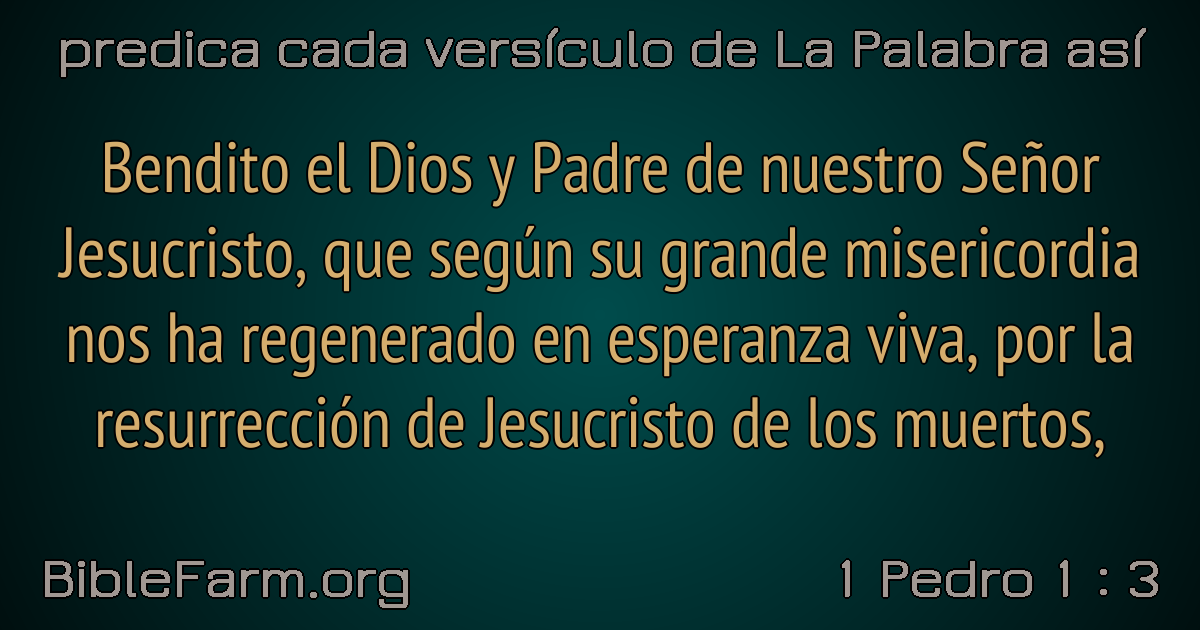 predica cada versículo de La Palabra así
Bendito el Dios y Padre de nuestro Señor
Jesucristo, que según su grande misericordia
nos ha regenerado en esperanza viva, por la
resurrección de Jesucristo de los muertos,
BibleFarm.org
1 Pedro 1 : 3